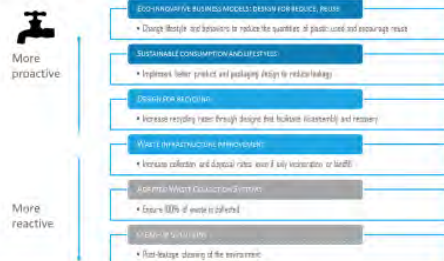 ECO-INNOVATIVE BUSINESS MODELS: DESIGN FOR REDUCE, REUSE
• Change lifestyle and behaviors to reduce the quantities of plastic used and encourage reuse
SUSTAINABLE CONSUMPTION AND LIFESTYLES
• Implement better product and packaging design to reduce leakage
More
proactive
DESIGN FOR RECYCLING
• Increase recycling rates through designs that facilitate disassembly and recovery
WASTE INFRASTRUCTURE IMPROVEMENT
• Increase collection and disposal rates even if only incineration or landfill
ADAPTED WASTE COLLECTION SYSTEMS
• Ensure 100% of waste is collected
More
reactive
CLEAN-UP SOLUTIONS
• Post-leakage cleaning of the environment